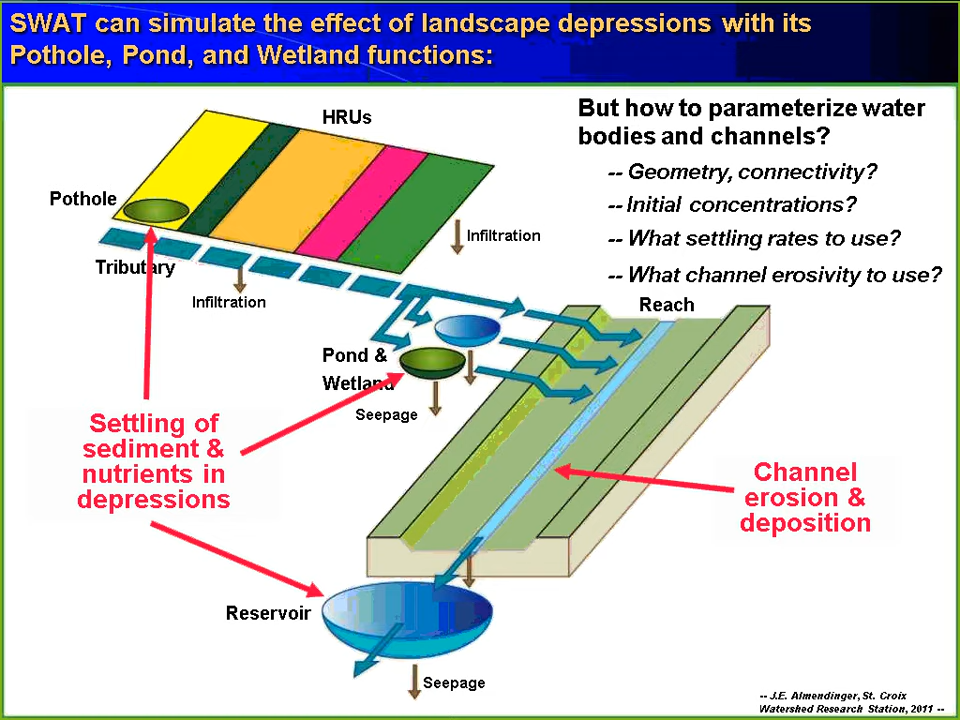 SWAT can simulate the effect of landscape depressions with its
Pothole, Pond, and Wetland functions:
HRUs
But how to parameterize water
bodies and channels?
-- Geometry, connectivity?
-- Initial concentrations?
-- What settling rates to use?
-- What channel erosivity to use?
Pothole
Infiltration
Tributary
Infiltration
Reach
Pond &
Wetland
Seepage
Settling of
sediment &
nutrients in
depressions
Channel
erosion &
deposition
Reservoir
Seepage
-- J.E. Almendinger, St. Croix
Watershed Research Station, 2011 --